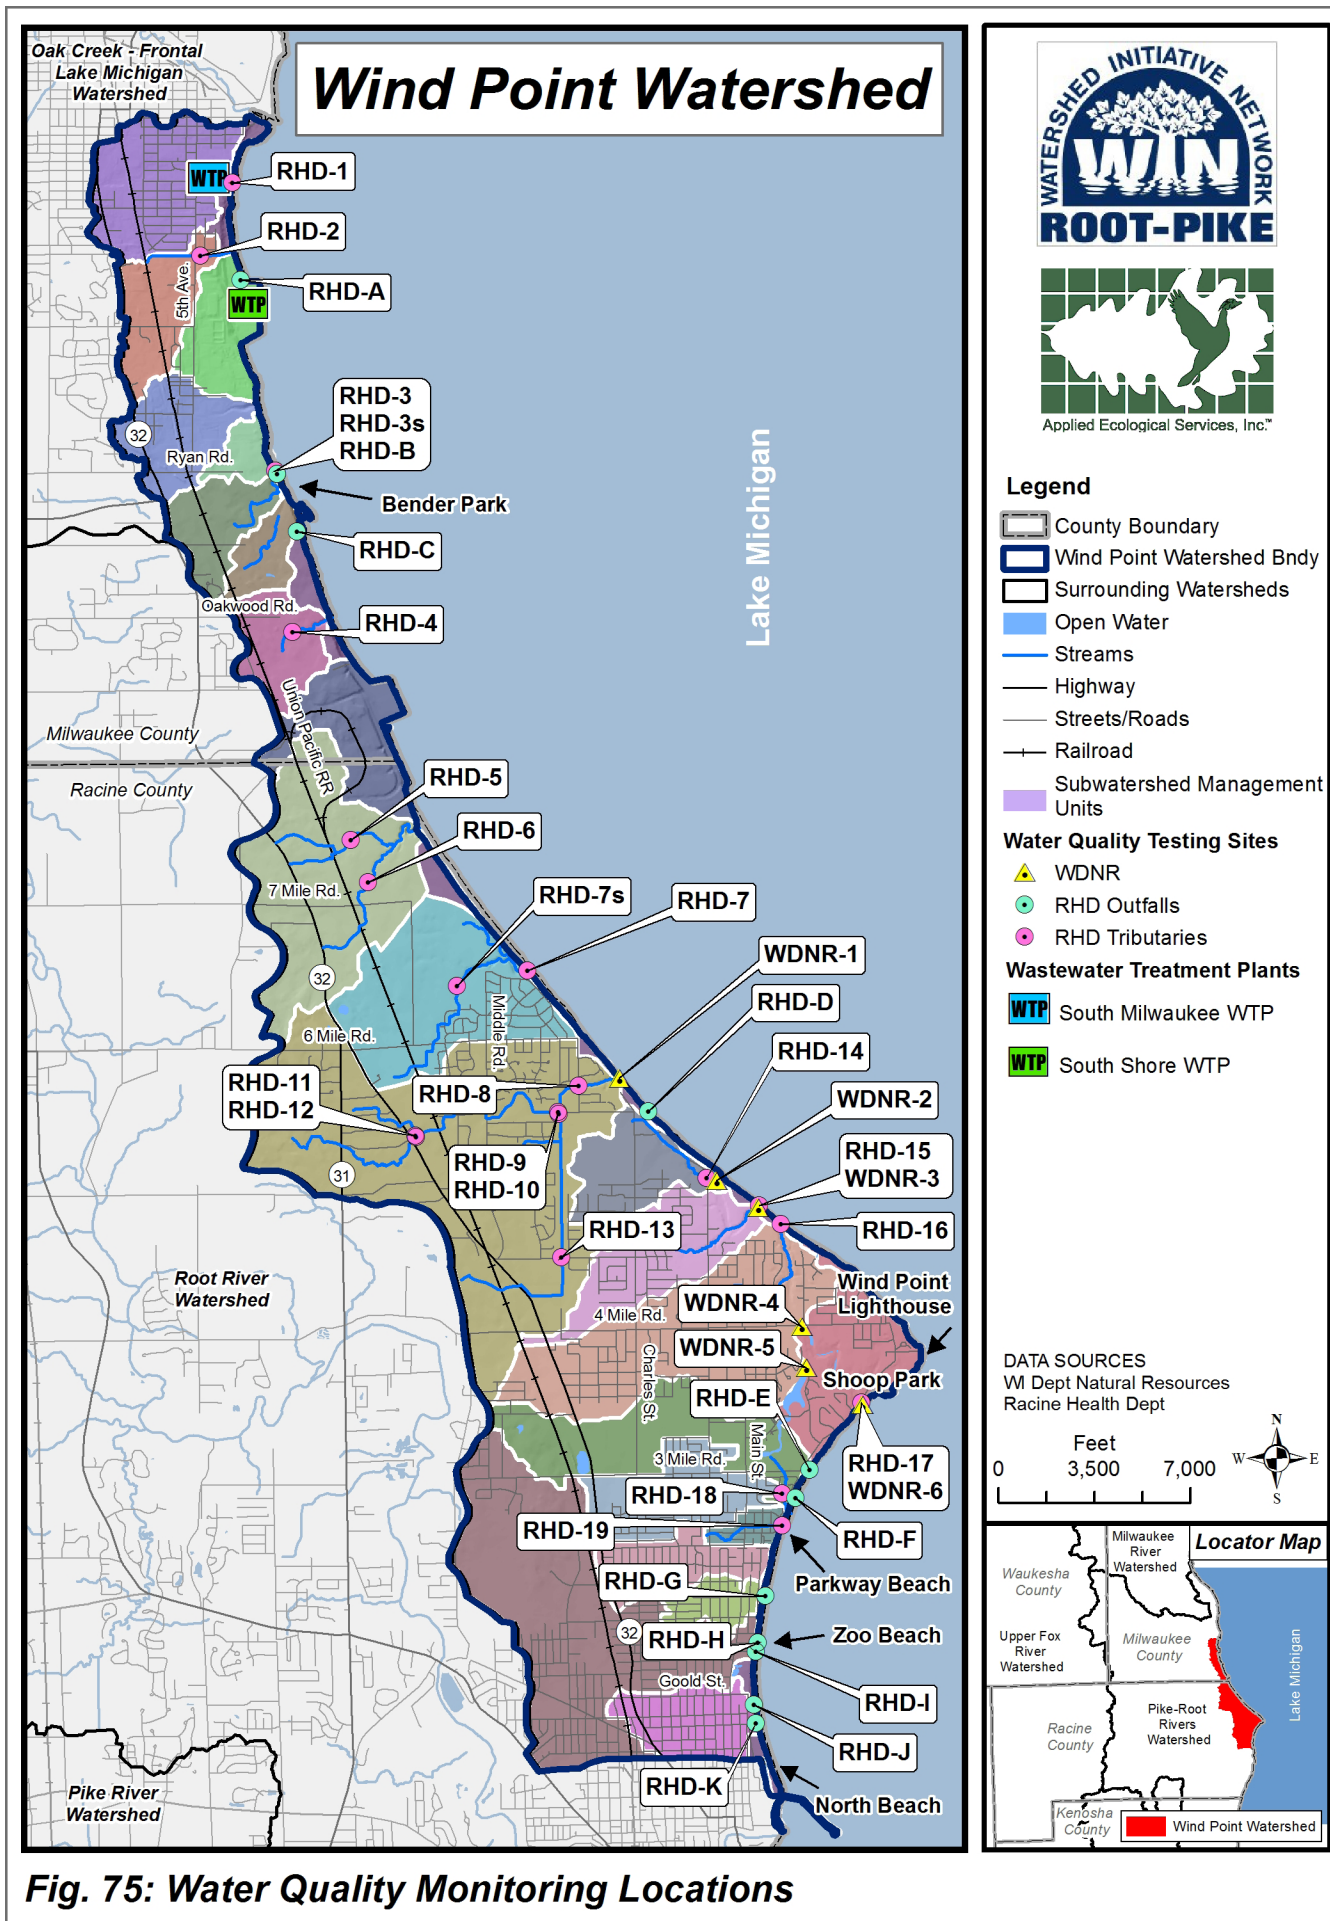 Oak Creek - Frontal
Lake Michigan
Watershed
Wind Point Watershed
WTP
RHD-1
RHD-2
5th Ave.
RHD-A
WTP
RHD-3
RHD-3s
RHD-B
32
Ryan Rd.
Bender Park
RHD-C
Lake Michigan
Oakwood Rd.
RHD-4
Union Pacific RR
Milwaukee County
Racine County
RHD-5
RHD-6
7 Mile Rd.
RHD-7s
RHD-7
WDNR-1
32
RHD-D
Middle Rd.
6 Mile Rd.
RHD-14
RHD-11
RHD-12
RHD-8
WDNR-2
RHD-9
RHD-10
RHD-15
WDNR-3
31
RHD-13
RHD-16
Root River
Watershed
Wind Point
Lighthouse
WDNR-4
4 Mile Rd.
WDNR-5
Charles St.
Shoop Park
RHD-E
Main St.
3 Mile Rd.
RHD-17
WDNR-6
RHD-18
RHD-19
RHD-F
RHD-G
Parkway Beach
32
RHD-H
Zoo Beach
Goold St.
RHD-I
RHD-J
RHD-K
Pike River
Watershed
North Beach
WATERSHED INITIATIVE NETWORK
WIN
ROOT-PIKE
Applied Ecological Services, Inc.™
Legend
County Boundary
Wind Point Watershed Bndy
Surrounding Watersheds
Open Water
Streams
Highway
Streets/Roads
Railroad
Subwatershed Management
Units
Water Quality Testing Sites
WDNR
RHD Outfalls
RHD Tributaries
Wastewater Treatment Plants
WTP South Milwaukee WTP
WTP South Shore WTP
DATA SOURCES
WI Dept Natural Resources
Racine Health Dept
Feet
0 3,500 7,000
N
W E
S
Locator Map
Milwaukee
River
Watershed
Waukesha
County
Upper Fox
River
Watershed
Milwaukee
County
Lake Michigan
Pike-Root
Rivers
Watershed
Racine
County
Kenosha
County
Wind Point Watershed
Fig. 75: Water Quality Monitoring Locations